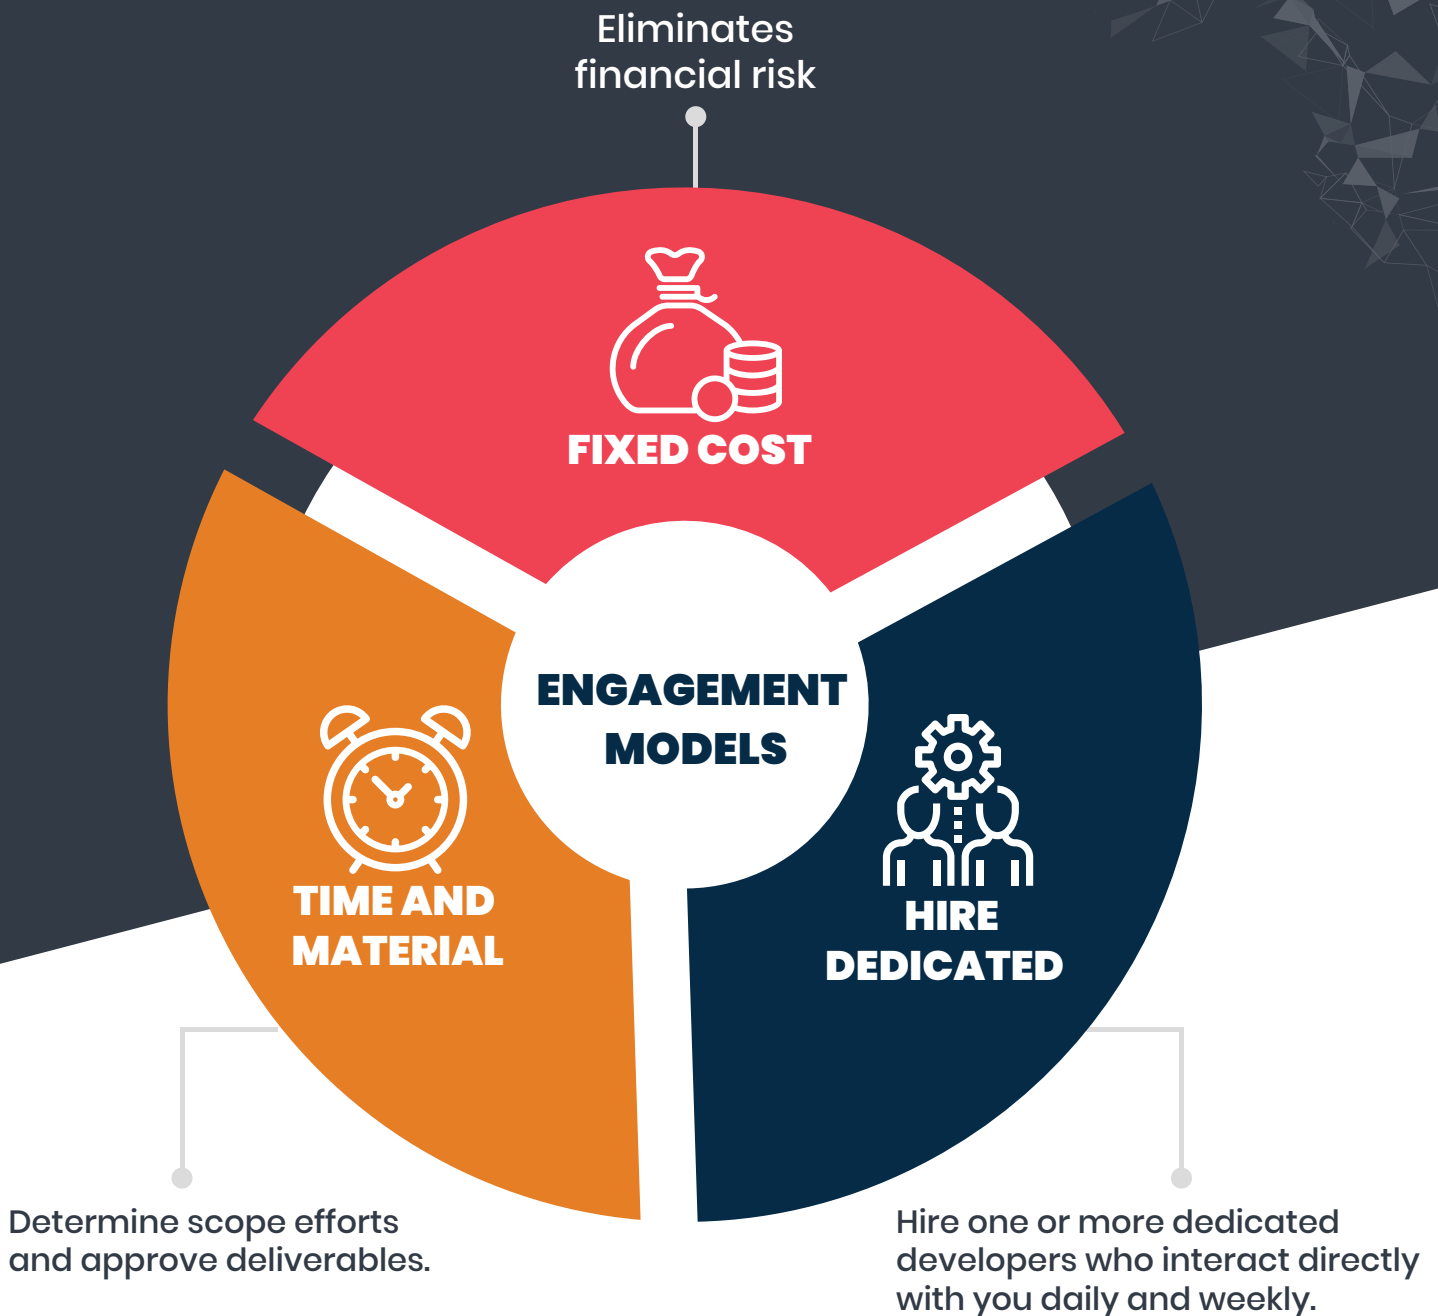 Eliminates
financial risk
FIXED COST
ENGAGEMENT
MODELS
TIME AND
MATERIAL
HIRE
DEDICATED
Determine scope efforts
and approve deliverables.
Hire one or more dedicated
developers who interact directly
with you daily and weekly.